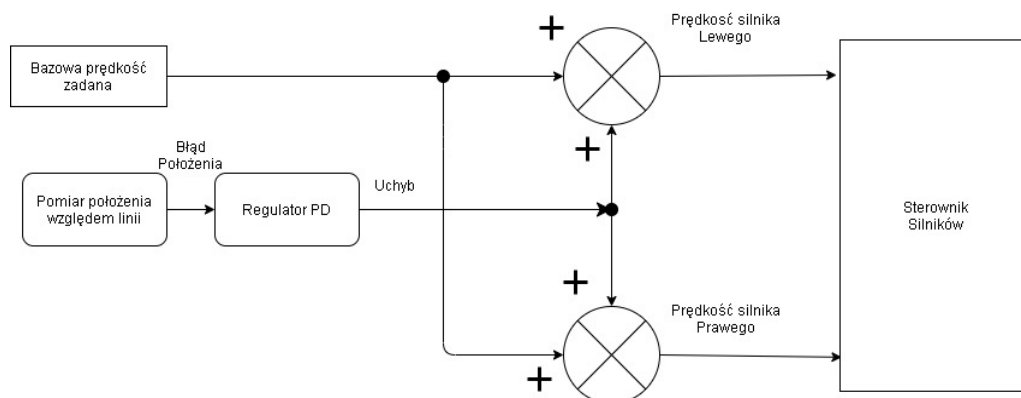 Prędkosć silnika
Lewego
+
Bazowa prędkość
zadana
+
Błąd
Położenia
Uchyb
Pomiar położenia
względem linii
Regulator PD
Sterownik
Silników
+
Prędkość silnika
Prawego
+